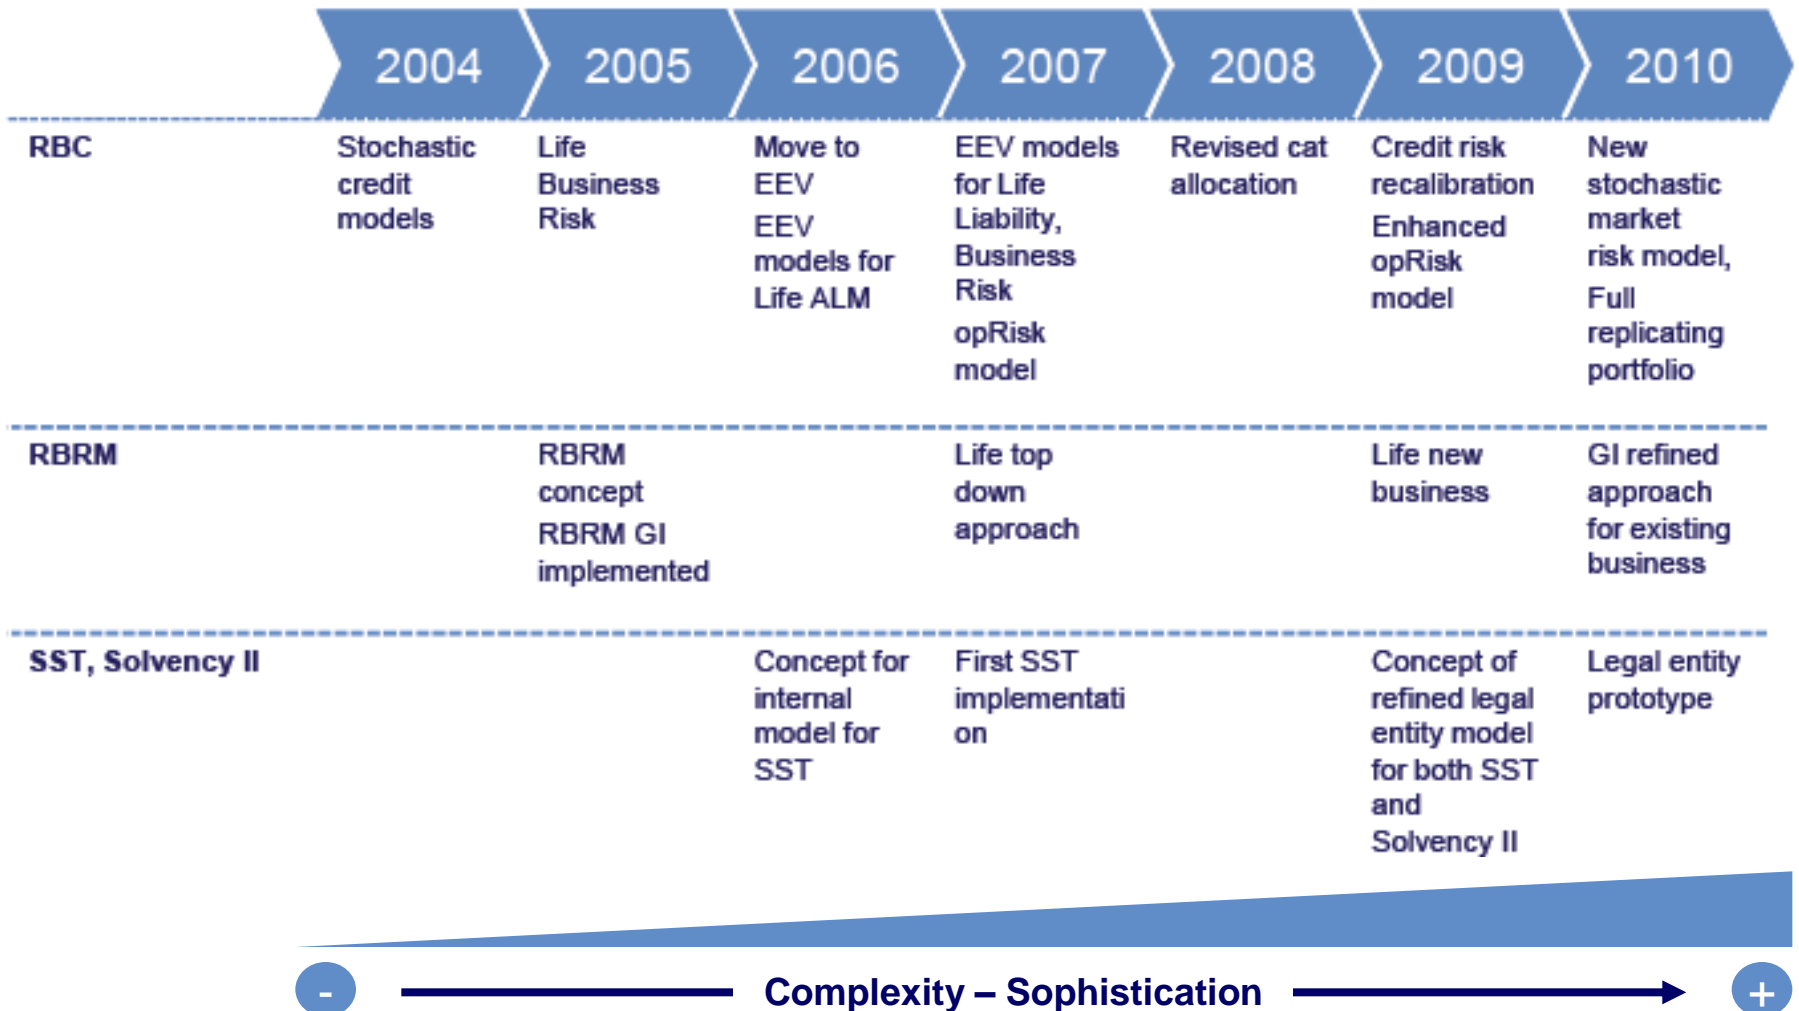 2004
2005
2006
2007
2008
2009
2010
RBC
Stochastic
credit
models
Life
Business
Risk
Move to
EEV
EEV
models for
Life ALM
EEV models
for Life
Liability,
Business
Risk
opRisk
model
Revised cat
allocation
Credit risk
recalibration
Enhanced
opRisk
model
New
stochastic
market
risk model,
Full
replicating
portfolio
RBRM
RBRM
concept
RBRM GI
implemented
Life top
down
approach
Life new
business
GI refined
approach
for existing
business
SST, Solvency II
Concept for
internal
model for
SST
First SST
implementati
on
Concept of
refined legal
entity model
for both SST
and
Solvency II
Legal entity
prototype
-
Complexity – Sophistication
+